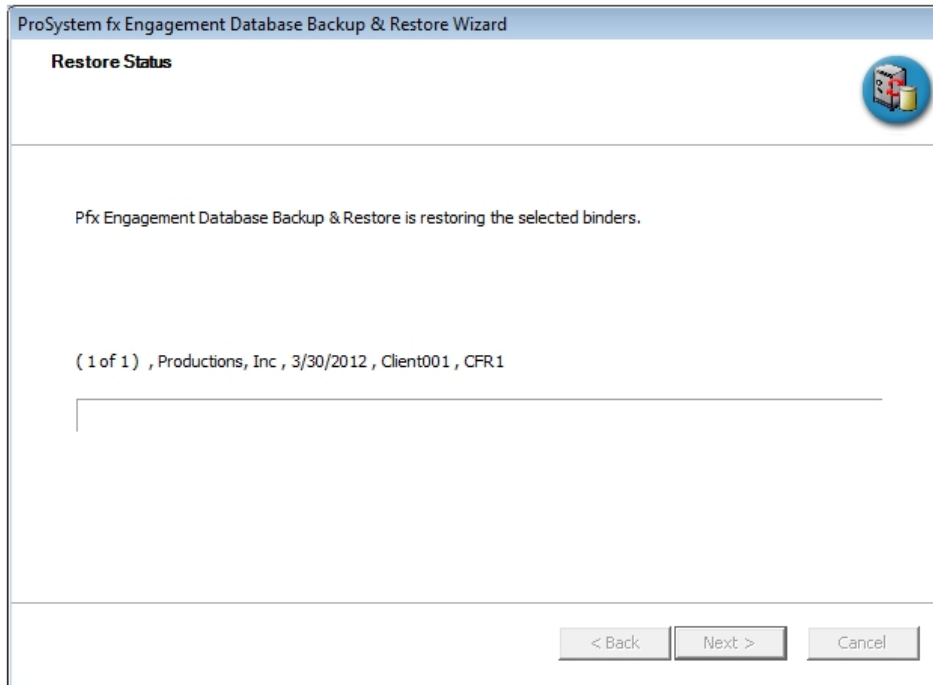 ProSystem fx Engagement Database Backup & Restore Wizard
Restore Status
Pfx Engagement Database Backup & Restore is restoring the selected binders.
( 1 of 1 ) , Productions, Inc , 3/30/2012 , Client001 , CFR1
< Back
Next >
Cancel